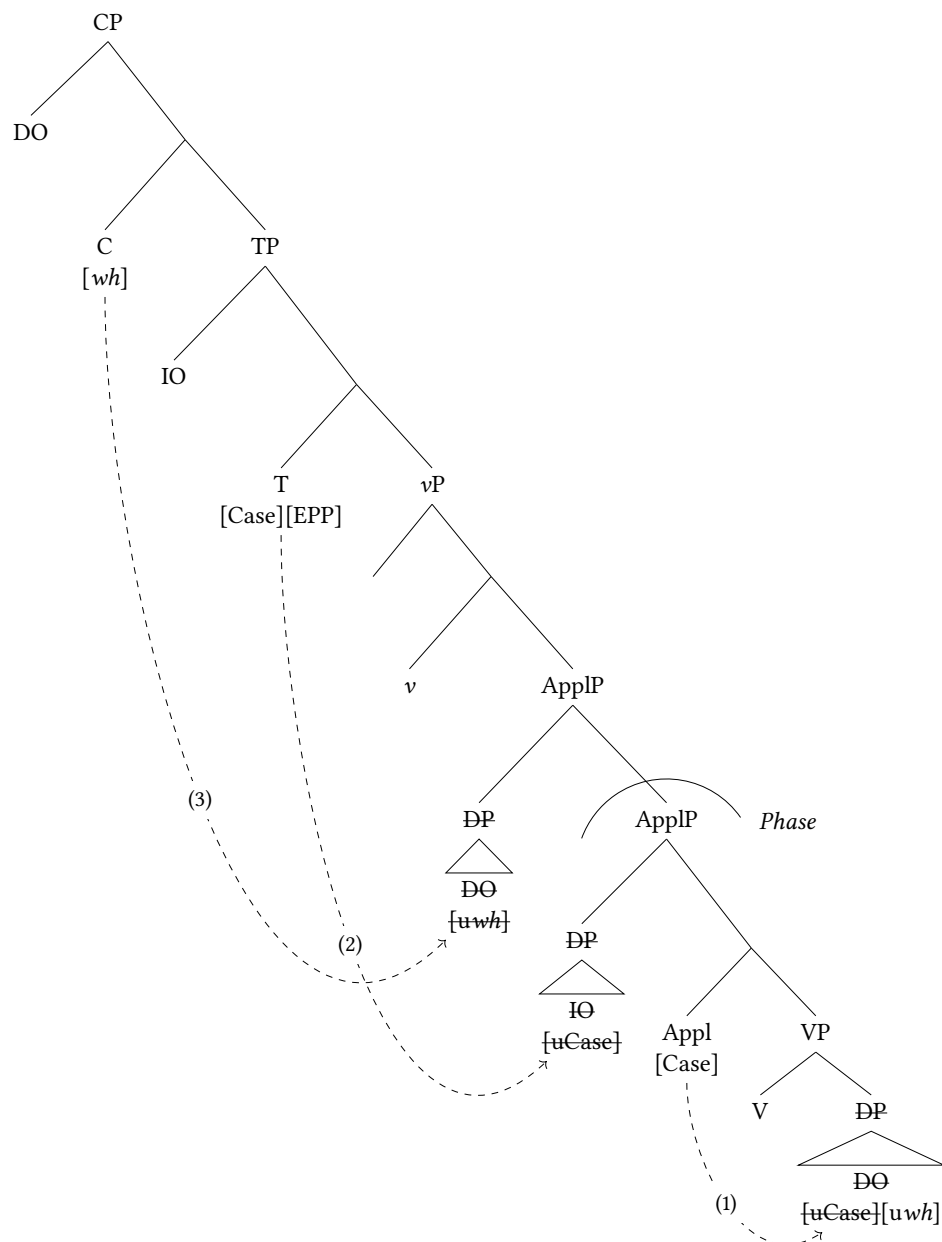 CP
DO
C
[wh]
TP
IO
T
[Case][EPP]
vP
v
ApplP
(3)
DP
DO
[uwh]
ApplP
Phase
(2)
DP
IO
[uCase]
Appl
[Case]
VP
V
DP
DO
[uCase][uwh]
(1)